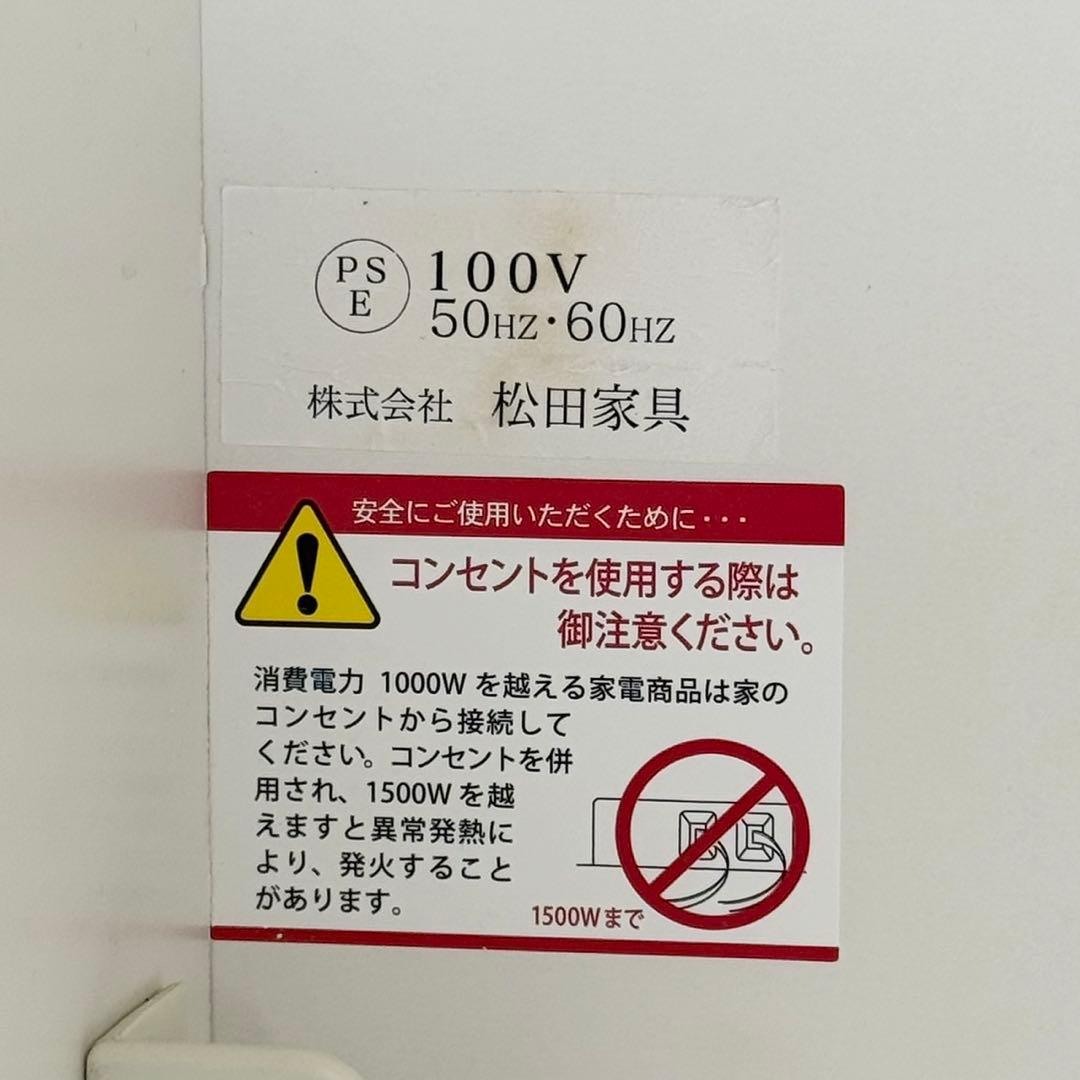 PS
E
100V
50HZ・60HZ
株式会社 松田家具
安全にご使用いただくために・・・
コンセントを使用する際は
御注意ください。
消費電力 1000W を越える家電商品は家の
コンセントから接続して
ください。コンセントを併
用され、1500W を越
えますと異常発熱に
より、発火すること
があります。
1500Wまで